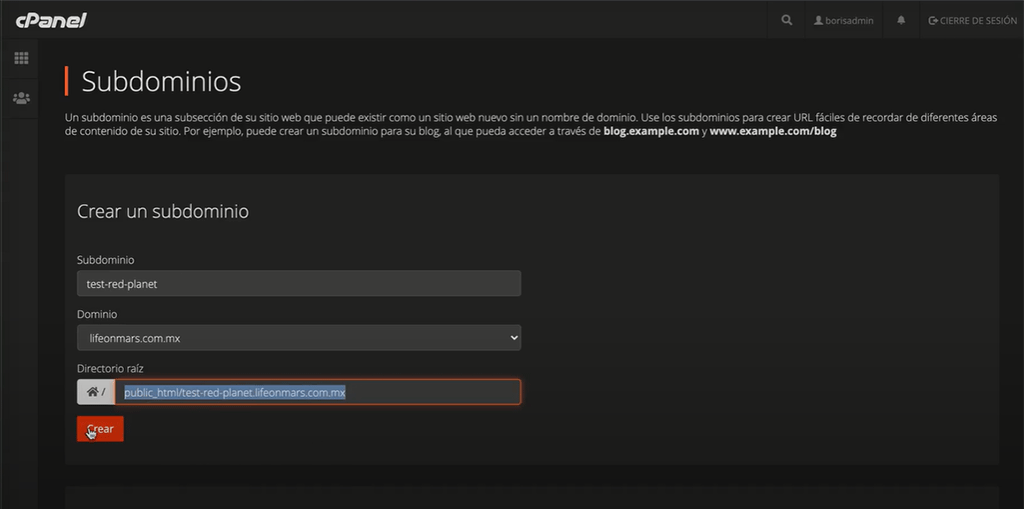 cPanel
borisadmin
CIERRE DE SESIÓN
Subdominios
Un subdominio es una subsección de su sitio web que puede existir como un sitio web nuevo sin un nombre de dominio. Use los subdominios para crear URL fáciles de recordar de diferentes áreas
de contenido de su sitio. Por ejemplo, puede crear un subdominio para su blog, al que pueda acceder a través de blog.example.com y www.example.com/blog
Crear un subdominio
Subdominio
test-red-planet
Dominio
lifeonmars.com.mx
Directorio raíz
/ public_html/test-red-planet.lifeonmars.com.mx
Crear